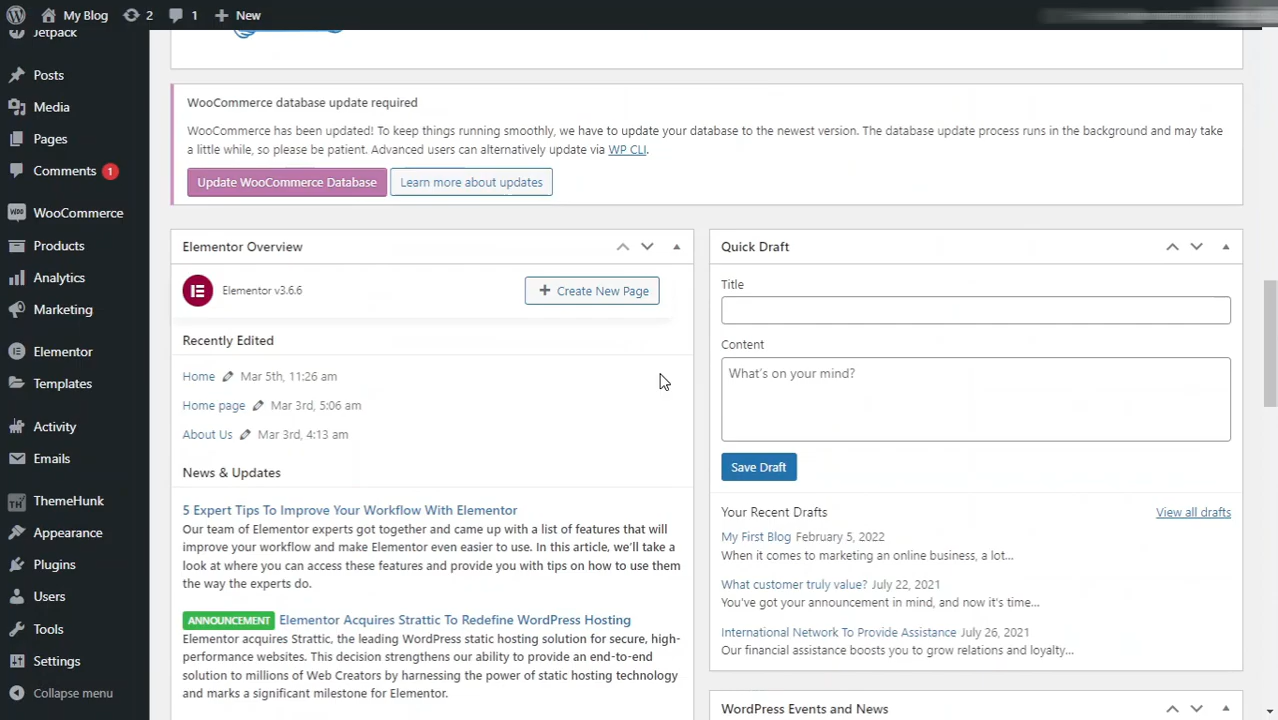 My Blog 2 1 New
Jetpack
Posts
Media
Pages
Comments 1
WooCommerce
Products
Analytics
Marketing
Elementor
Templates
Activity
Emails
ThemeHunk
Appearance
Plugins
Users
Tools
Settings
Collapse menu
WooCommerce database update required
WooCommerce has been updated! To keep things running smoothly, we have to update your database to the newest version. The database update process runs in the background and may take
a little while, so please be patient. Advanced users can alternatively update via WP CLI.
Update WooCommerce Database Learn more about updates
Elementor Overview
Elementor v3.6.6
Create New Page
Recently Edited
Home Mar 5th, 11:26 am
Home page Mar 3rd, 5:06 am
About Us Mar 3rd, 4:13 am
News & Updates
5 Expert Tips To Improve Your Workflow With Elementor
Our team of Elementor experts got together and came up with a list of features that will
improve your workflow and make Elementor even easier to use. In this article, we'll take a
look at where you can access these features and provide you with tips on how to use them
the way the experts do.
ANNOUNCEMENT Elementor Acquires Strattic To Redefine WordPress Hosting
Elementor acquires Strattic, the leading WordPress static hosting solution for secure, high-
performance websites. This decision strengthens our ability to provide an end-to-end
solution to millions of Web Creators by harnessing the power of static hosting technology
and marks a significant milestone for Elementor.
Quick Draft
Title
Content
What's on your mind?
Save Draft
Your Recent Drafts View all drafts
My First Blog February 5, 2022
When it comes to marketing an online business, a lot…
What customer truly value? July 22, 2021
You've got your announcement in mind, and now it's time…
International Network To Provide Assistance July 26, 2021
Our financial assistance boosts you to grow relations and loyalty…
WordPress Events and News